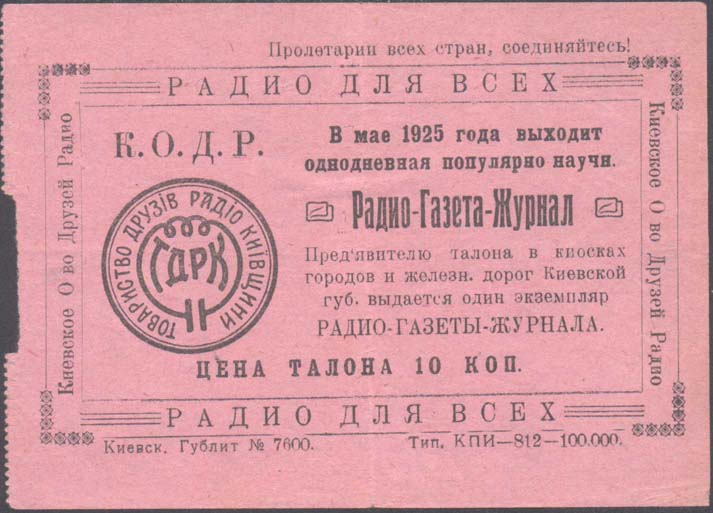 Пролетарии всех стран, соединяйтесь!
РАДИО ДЛЯ ВСЕХ
Киевское О во Друзей Радио
К. О. Д. Р.
ТОВАРИСТВО ДРУЗІВ РАДІО КИЇВЩИНИ
ТДРК
В мае 1925 года выходит
однодневная популярно научн.
Радио-Газета-Журнал
Пред'явителю талона в киосках
городов и железн. дорог Киевской
губ. выдается один экземпляр
РАДИО-ГАЗЕТЫ-ЖУРНАЛА.
ЦЕНА ТАЛОНА 10 КОП.
Киевское О во Друзей Радио
РАДИО ДЛЯ ВСЕХ
Киевск. Гублит № 7600.
Тип. КПИ—812—100.000.